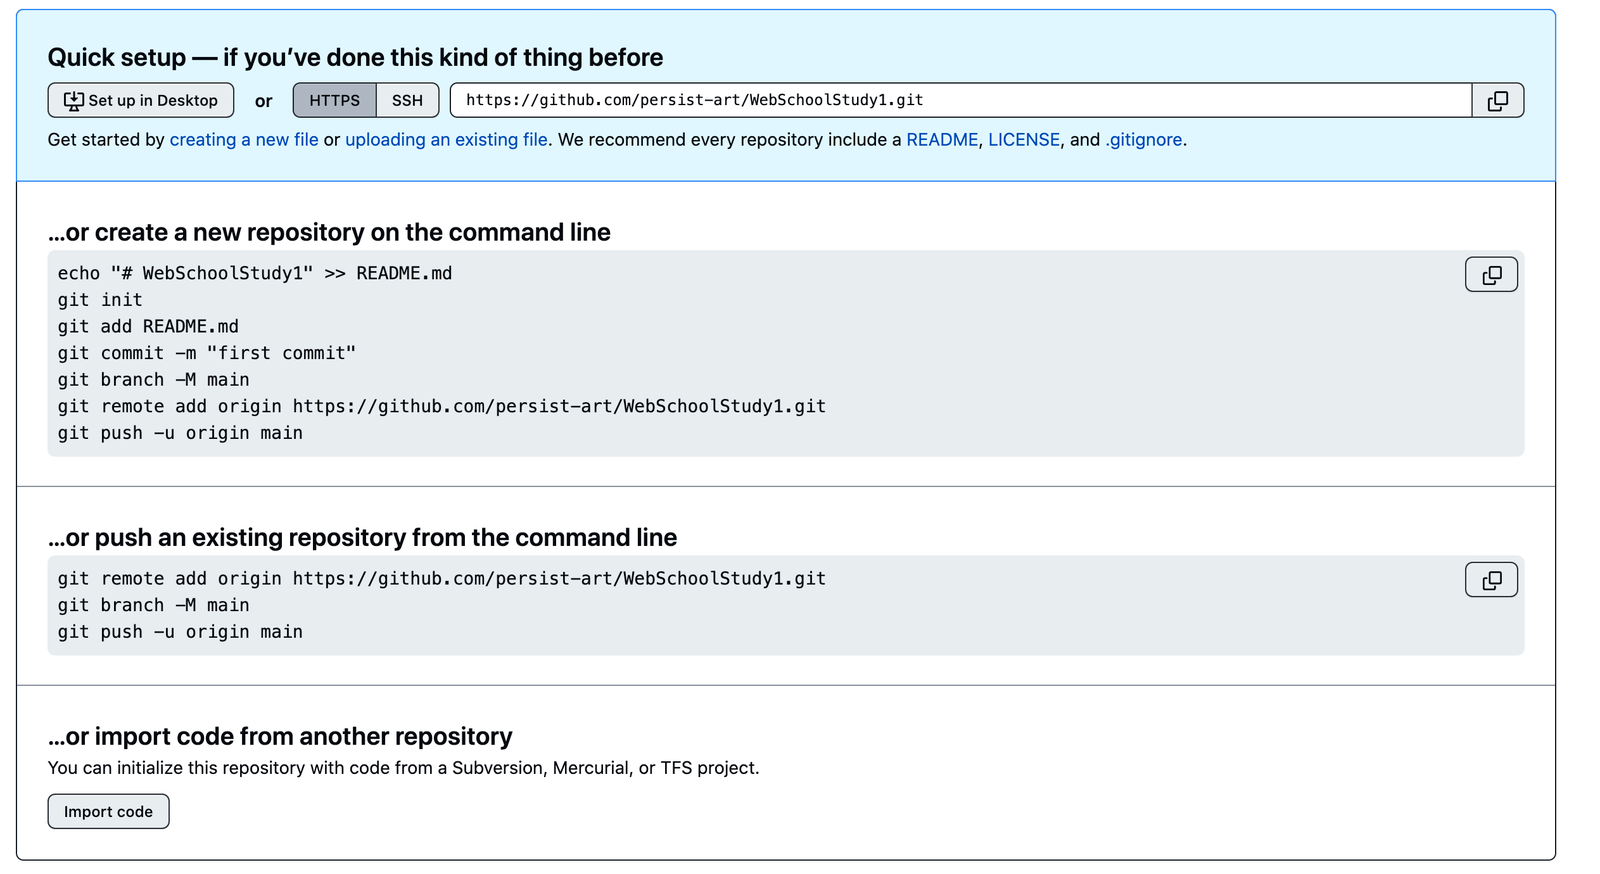 Quick setup — if you’ve done this kind of thing before
Set up in Desktop or HTTPS SSH https://github.com/persist-art/WebSchoolStudy1.git
Get started by creating a new file or uploading an existing file. We recommend every repository include a README, LICENSE, and .gitignore.
…or create a new repository on the command line
echo "# WebSchoolStudy1" >> README.md
git init
git add README.md
git commit -m "first commit"
git branch -M main
git remote add origin https://github.com/persist-art/WebSchoolStudy1.git
git push -u origin main
…or push an existing repository from the command line
git remote add origin https://github.com/persist-art/WebSchoolStudy1.git
git branch -M main
git push -u origin main
…or import code from another repository
You can initialize this repository with code from a Subversion, Mercurial, or TFS project.
Import code